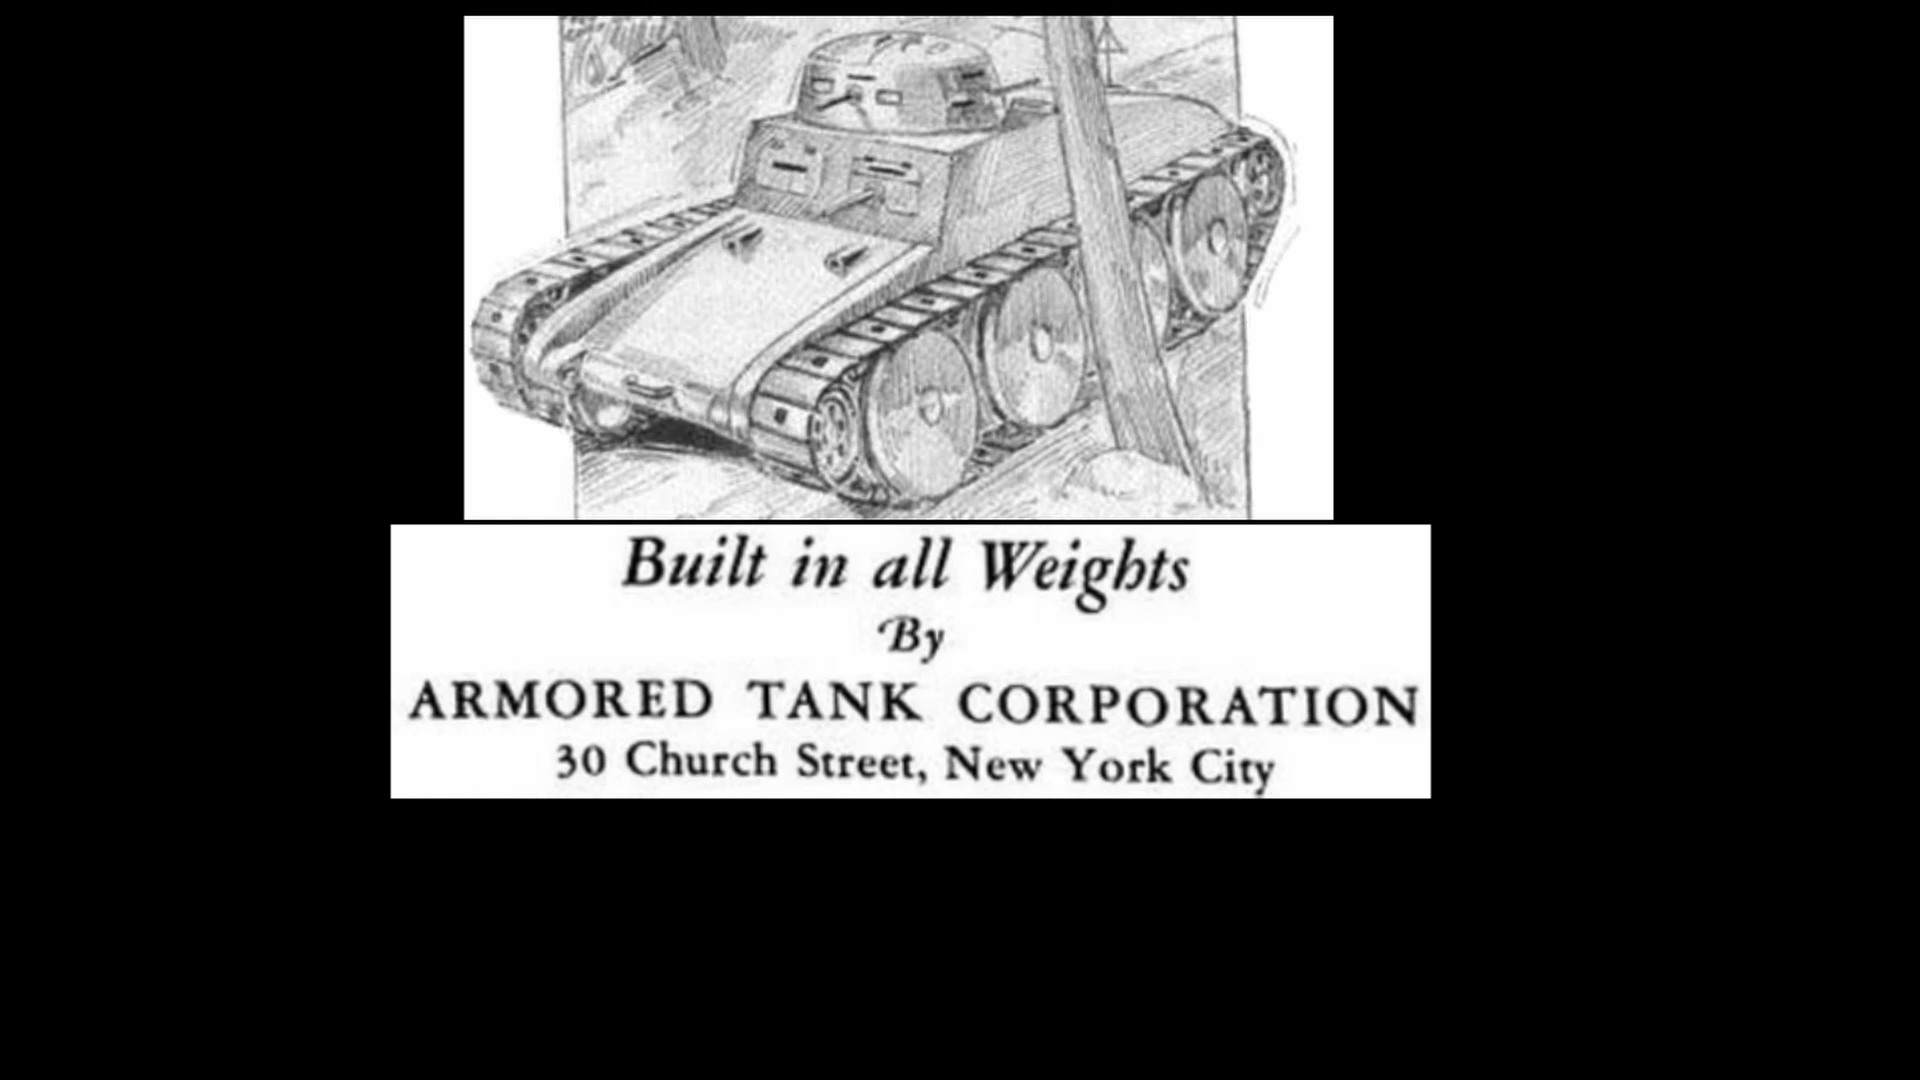 Built in all Weights
By
ARMORED TANK CORPORATION
30 Church Street, New York City